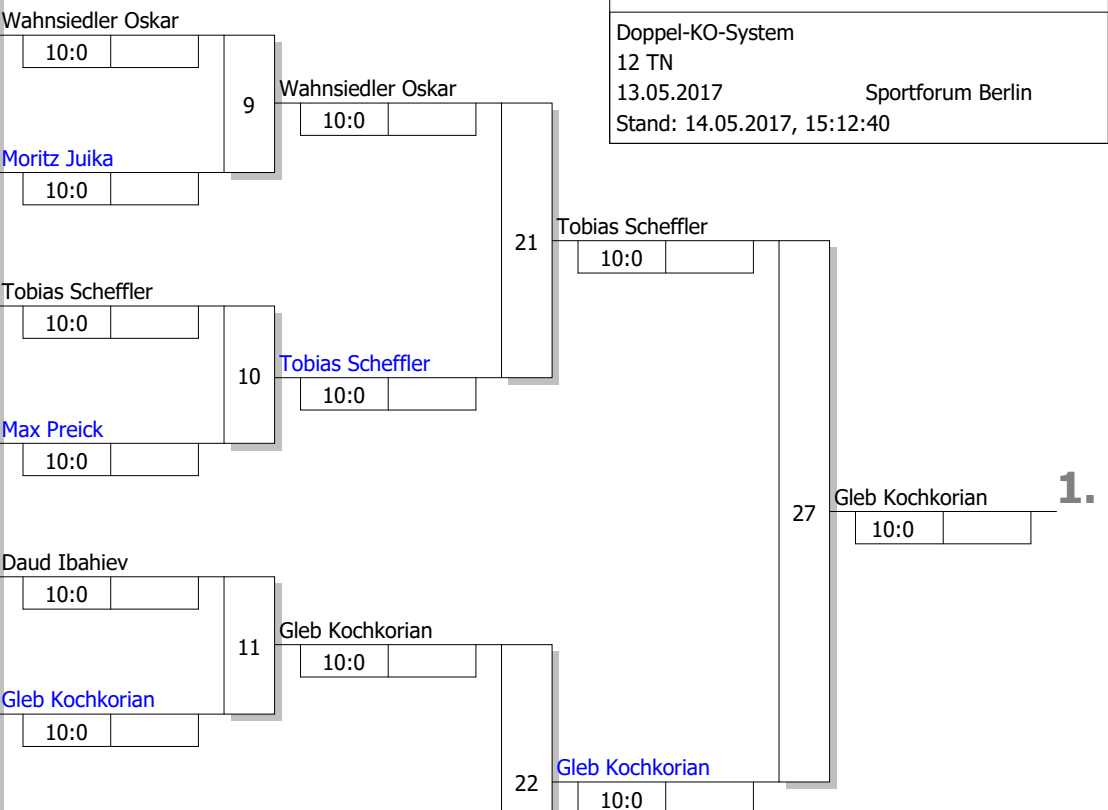 Wahnsiedler Oskar
10:0
9
Moritz Juika
10:0
Wahnsiedler Oskar
10:0
Tobias Scheffler
10:0
10
Max Preick
10:0
Tobias Scheffler
10:0
21
Tobias Scheffler
10:0
Daud Ibahiev
10:0
11
Gleb Kochkorian
10:0
Gleb Kochkorian
10:0
22
Gleb Kochkorian
10:0
27
Gleb Kochkorian
10:0
1.
Doppel-KO-System
12 TN
13.05.2017 Sportforum Berlin
Stand: 14.05.2017, 15:12:40